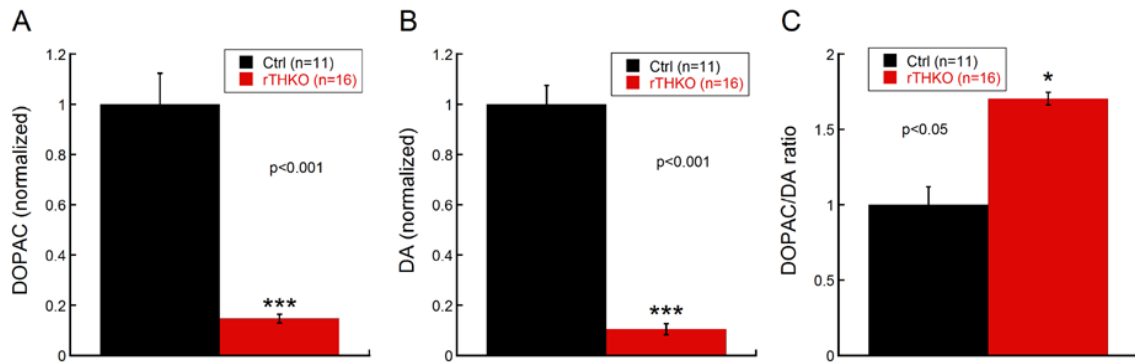 A
DOPAC (normalized)
1.2
1
0.8
0.6
0.4
0.2
0
Ctrl (n=11)
rTHKO (n=16)
p<0.001
***
B
DA (normalized)
1.2
1
0.8
0.6
0.4
0.2
0
Ctrl (n=11)
rTHKO (n=16)
p<0.001
***
C
DOPAC/DA ratio
2
1.5
1
0.5
0
Ctrl (n=11)
rTHKO (n=16)
*
p<0.05